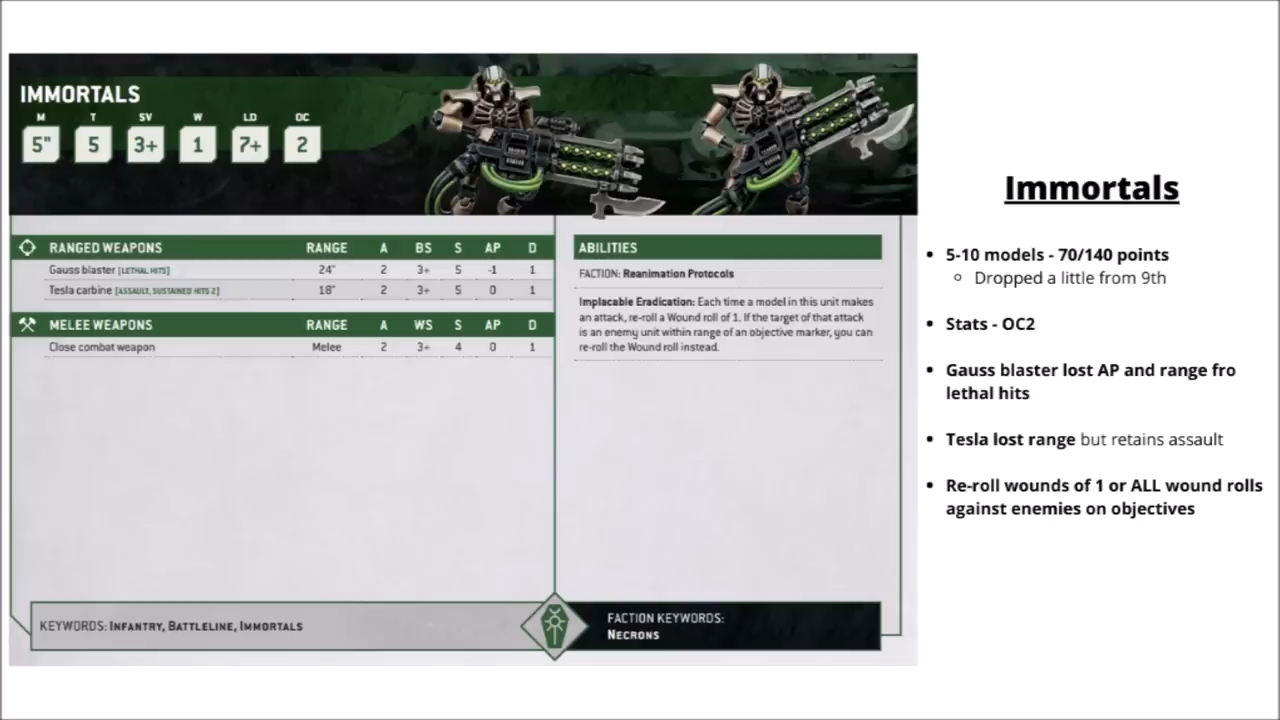 IMMORTALS
M T SV W LD OC
5" 5 3+ 1 7+ 2
RANGED WEAPONS RANGE A BS S AP D
Gauss blaster [LETHAL HITS] 24" 2 3+ 5 -1 1
Tesla carbine [ASSAULT, SUSTAINED HITS 2] 18" 2 3+ 5 0 1
MELEE WEAPONS RANGE A WS S AP D
Close combat weapon Melee 2 3+ 4 0 1
ABILITIES
FACTION: Reanimation Protocols
Implacable Eradication: Each time a model in this unit makes
an attack, re-roll a Wound roll of 1. If the target of that attack
is an enemy unit within range of an objective marker, you can
re-roll the Wound roll instead.
KEYWORDS: INFANTRY, BATTLELINE, IMMORTALS
FACTION KEYWORDS:
NECRONS
Immortals
• 5-10 models - 70/140 points
○ Dropped a little from 9th
• Stats - OC2
• Gauss blaster lost AP and range fro
lethal hits
• Tesla lost range but retains assault
• Re-roll wounds of 1 or ALL wound rolls
against enemies on objectives